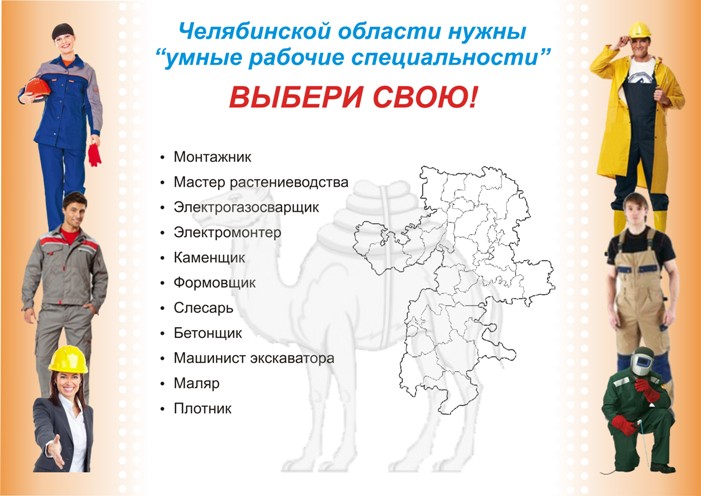 Челябинской области нужны
“умные рабочие специальности”
ВЫБЕРИ СВОЮ!
• Монтажник
• Мастер растениеводства
• Электрогазосварщик
• Электромонтер
• Каменщик
• Формовщик
• Слесарь
• Бетонщик
• Машинист экскаватора
• Маляр
• Плотник